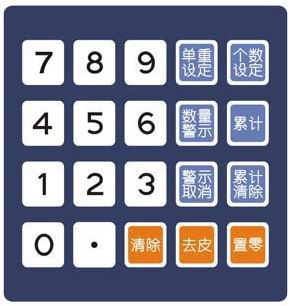 7 8 9 单重设定 个数设定
4 5 6 数量警示 累计
1 2 3 警示取消 累计清除
0 · 清除 去皮 置零